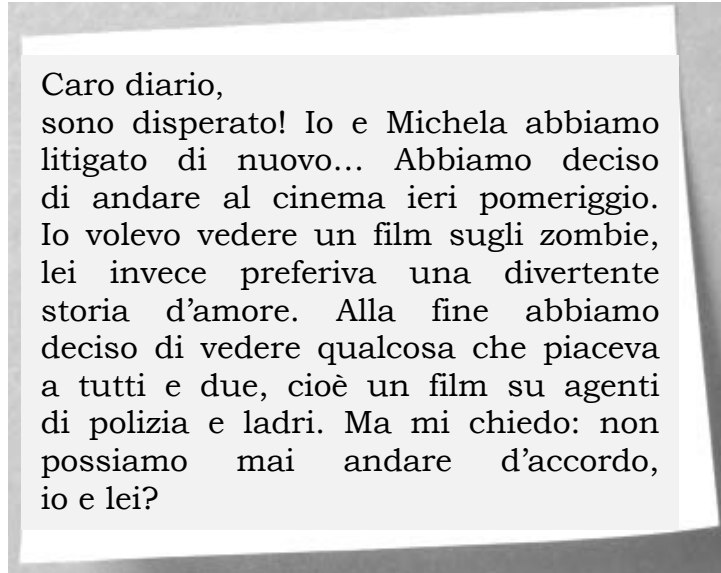 Caro diario,
sono disperato! Io e Michela abbiamo
litigato di nuovo… Abbiamo deciso
di andare al cinema ieri pomeriggio.
Io volevo vedere un film sugli zombie,
lei invece preferiva una divertente
storia d’amore. Alla fine abbiamo
deciso di vedere qualcosa che piaceva
a tutti e due, cioè un film su agenti
di polizia e ladri. Ma mi chiedo: non
possiamo mai andare d’accordo,
io e lei?